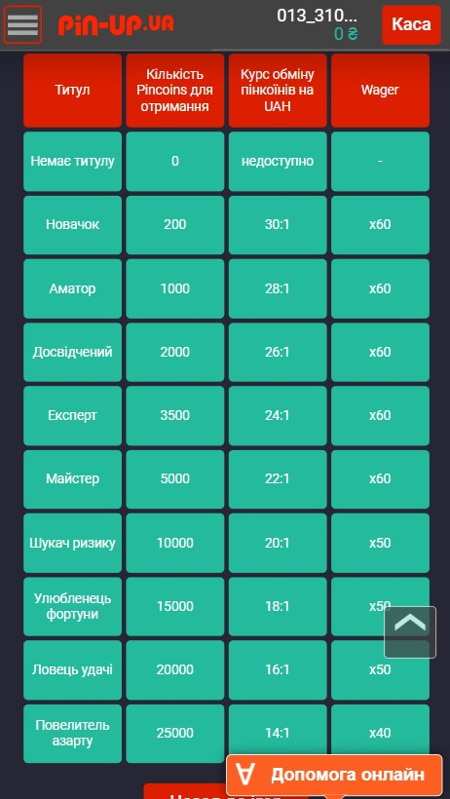 PiN-UP.UA
013_310...
0 ₴
Каса
Титул
Кількість Pincoins для отримання
Курс обміну пінкоїнів на UAH
Wager
Немає титулу
0
недоступно
-
Новачок
200
30:1
x60
Аматор
1000
28:1
x60
Досвідчений
2000
26:1
x60
Експерт
3500
24:1
x60
Майстер
5000
22:1
x60
Шукач ризику
10000
20:1
x50
Улюбленець фортуни
15000
18:1
x50
Ловець удачі
20000
16:1
x50
Повелитель азарту
25000
14:1
x40
Допомога онлайн